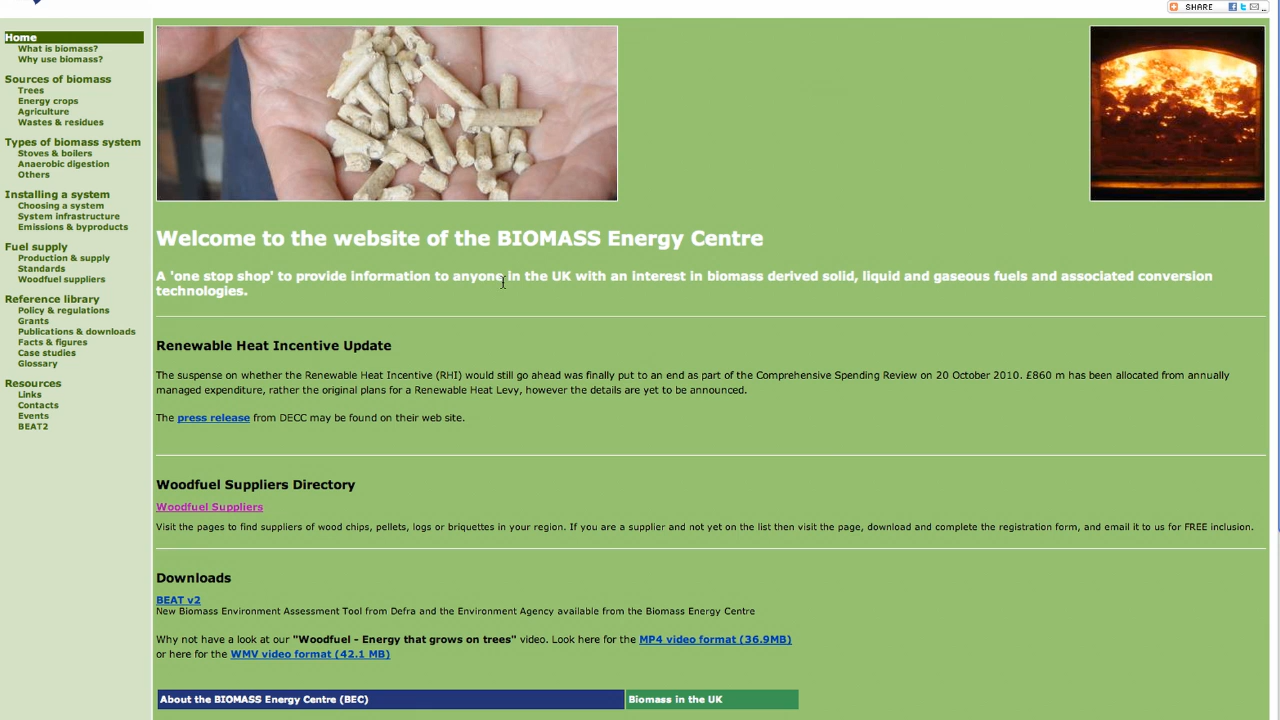 SHARE
Home
What is biomass?
Why use biomass?
Sources of biomass
Trees
Energy crops
Agriculture
Wastes & residues
Types of biomass system
Stoves & boilers
Anaerobic digestion
Others
Installing a system
Choosing a system
System infrastructure
Emissions & byproducts
Fuel supply
Production & supply
Standards
Woodfuel suppliers
Reference library
Policy & regulations
Grants
Publications & downloads
Facts & figures
Case studies
Glossary
Resources
Links
Contacts
Events
BEAT2
Welcome to the website of the BIOMASS Energy Centre
A 'one stop shop' to provide information to anyone in the UK with an interest in biomass derived solid, liquid and gaseous fuels and associated conversion
technologies.
Renewable Heat Incentive Update
The suspense on whether the Renewable Heat Incentive (RHI) would still go ahead was finally put to an end as part of the Comprehensive Spending Review on 20 October 2010. £860 m has been allocated from annually
managed expenditure, rather the original plans for a Renewable Heat Levy, however the details are yet to be announced.
The press release from DECC may be found on their web site.
Woodfuel Suppliers Directory
Woodfuel Suppliers
Visit the pages to find suppliers of wood chips, pellets, logs or briquettes in your region. If you are a supplier and not yet on the list then visit the page, download and complete the registration form, and email it to us for FREE inclusion.
Downloads
BEAT v2
New Biomass Environment Assessment Tool from Defra and the Environment Agency available from the Biomass Energy Centre
Why not have a look at our "Woodfuel - Energy that grows on trees" video. Look here for the MP4 video format (36.9MB)
or here for the WMV video format (42.1 MB)
About the BIOMASS Energy Centre (BEC)
Biomass in the UK